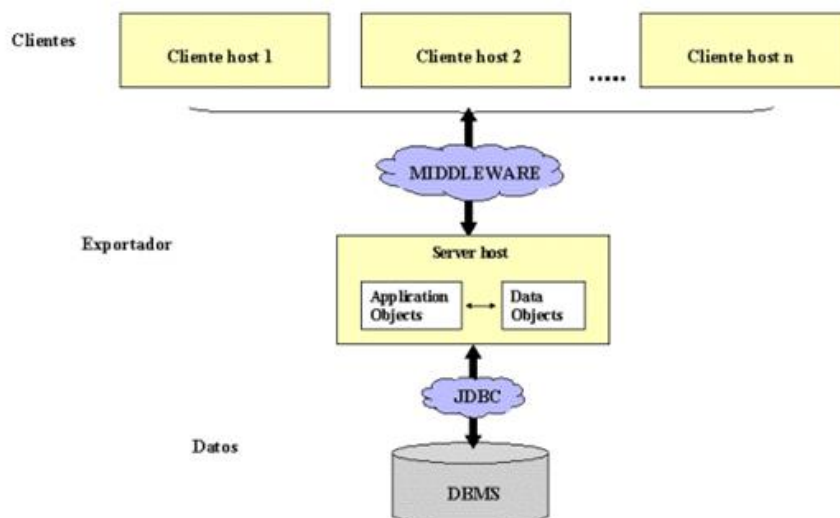 Clientes
Cliente host 1
Cliente host 2
.....
Cliente host n
MIDDLEWARE
Exportador
Server host
Application
Objects
Data
Objects
JDBC
Datos
DBMS